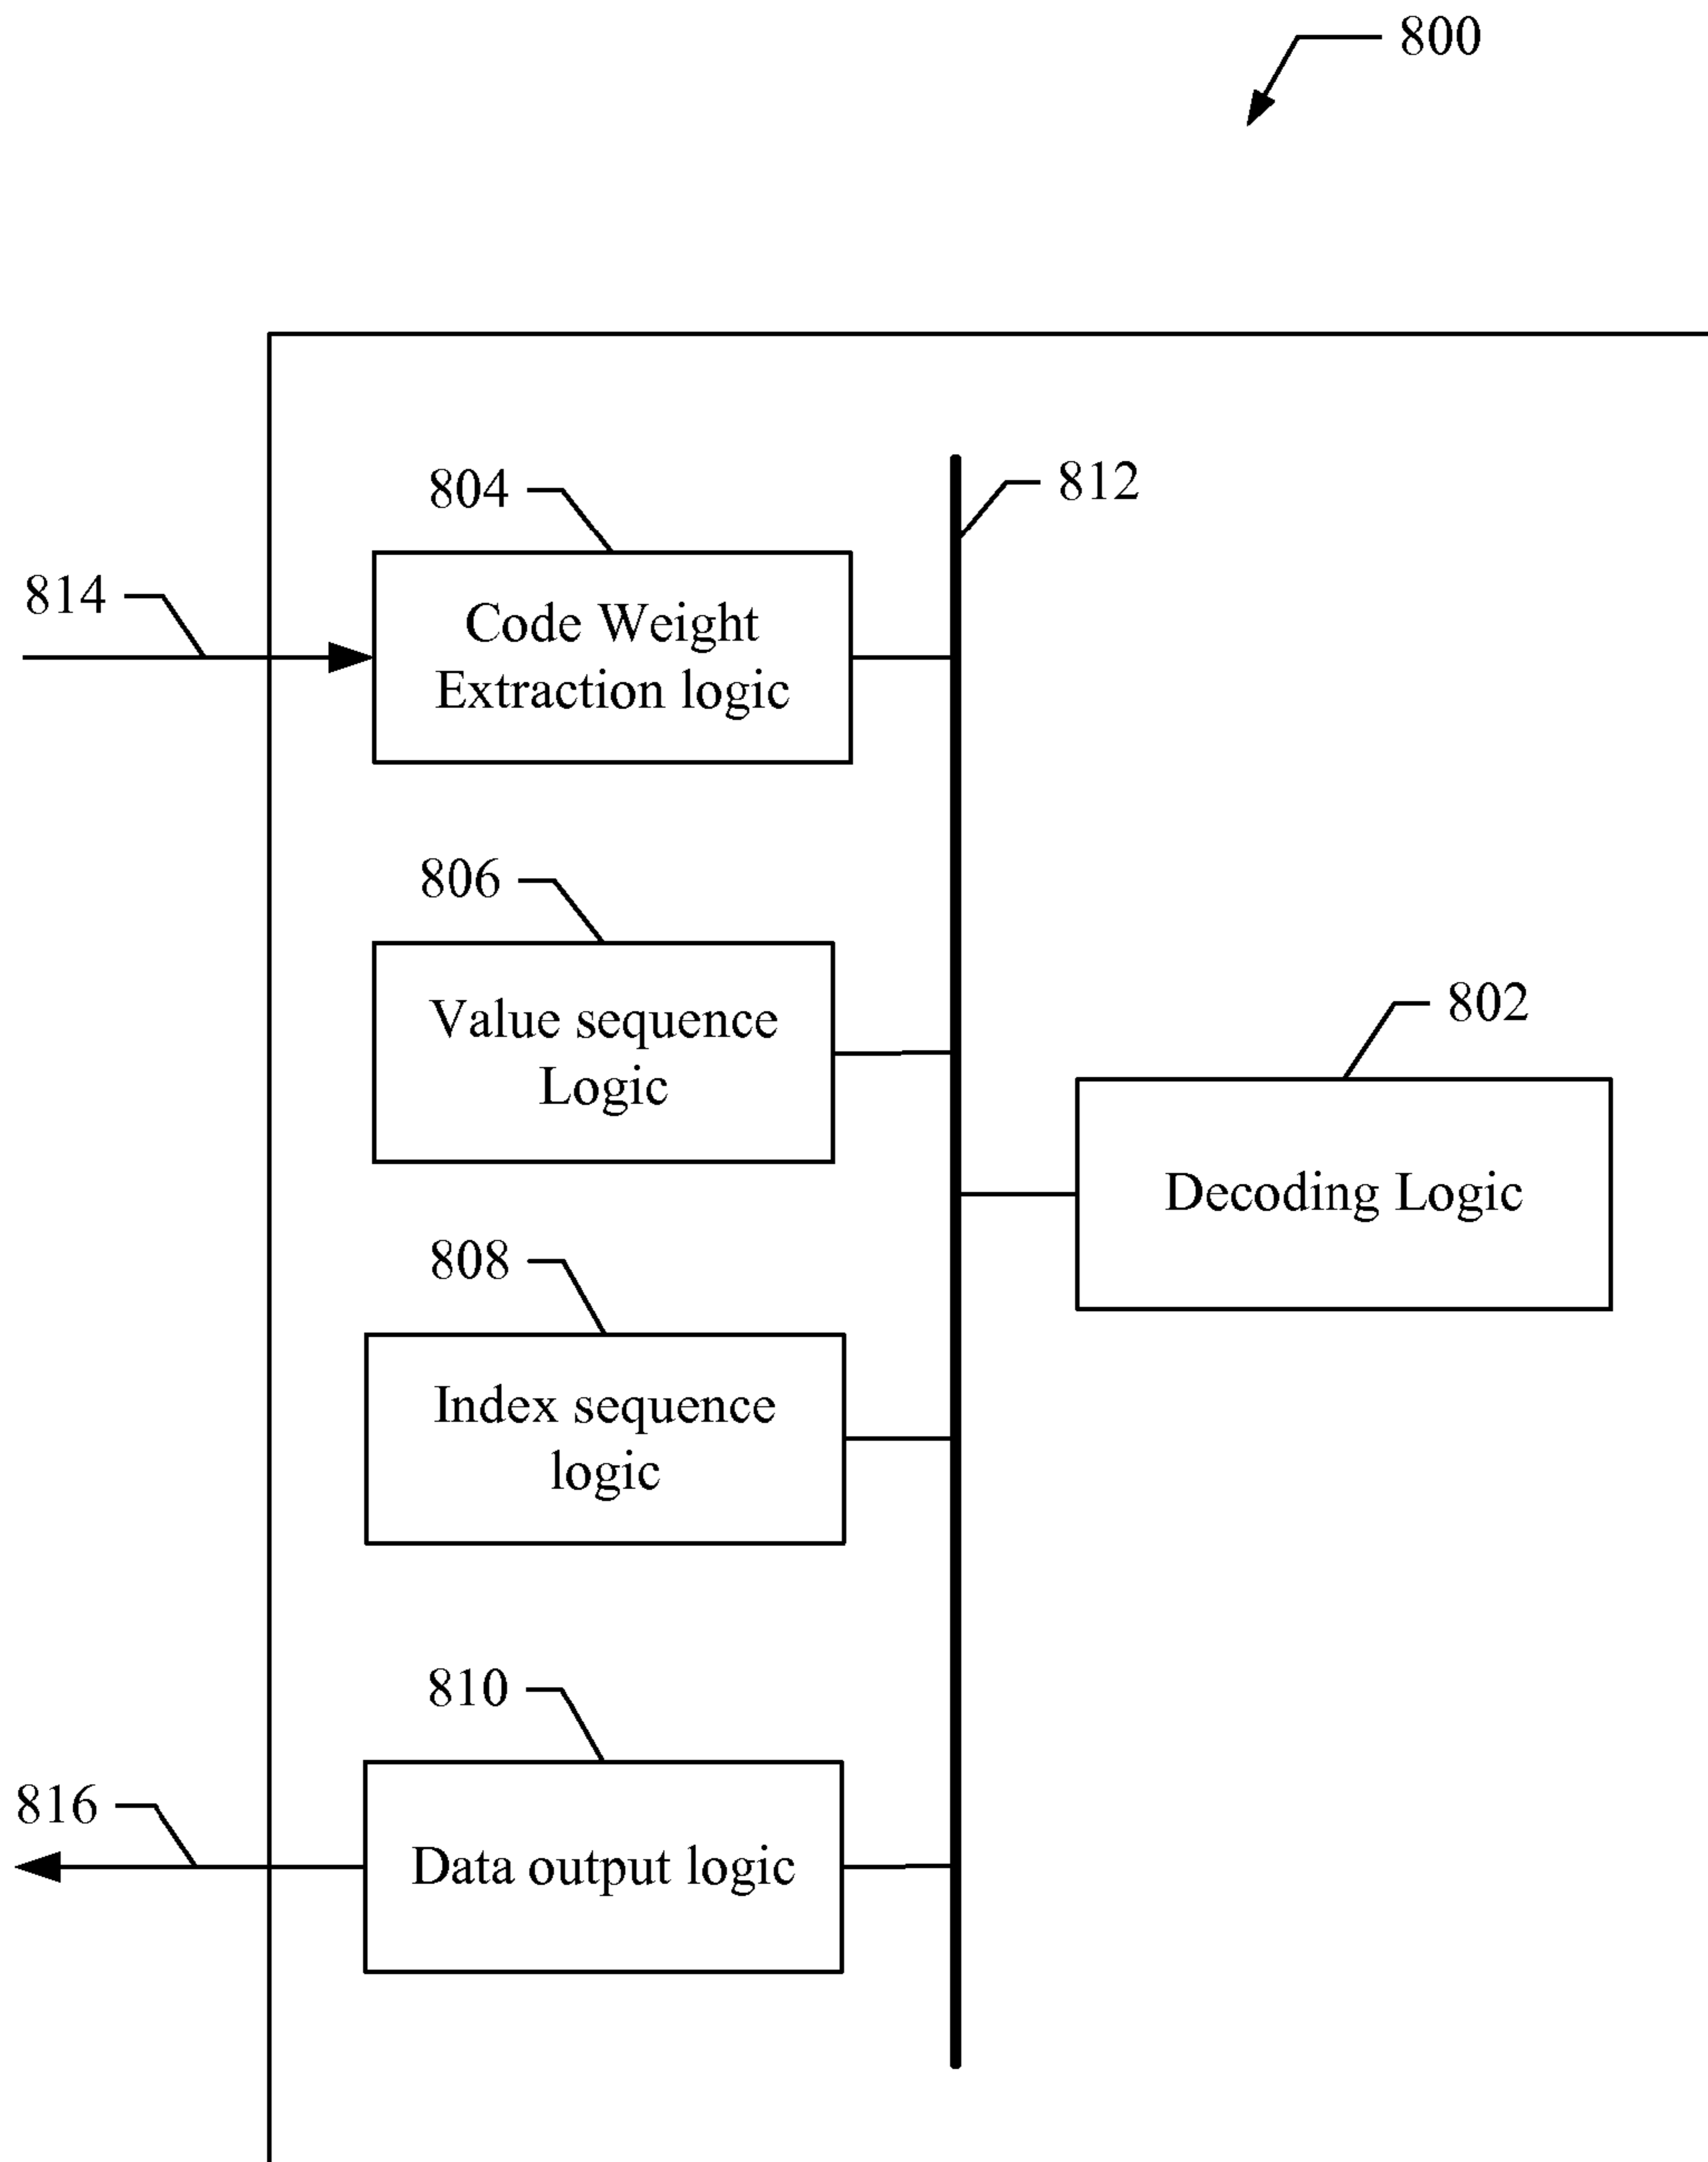 800
804
812
814
Code Weight
Extraction logic
806
Value sequence
Logic
802
Decoding Logic
808
Index sequence
logic
810
816
Data output logic